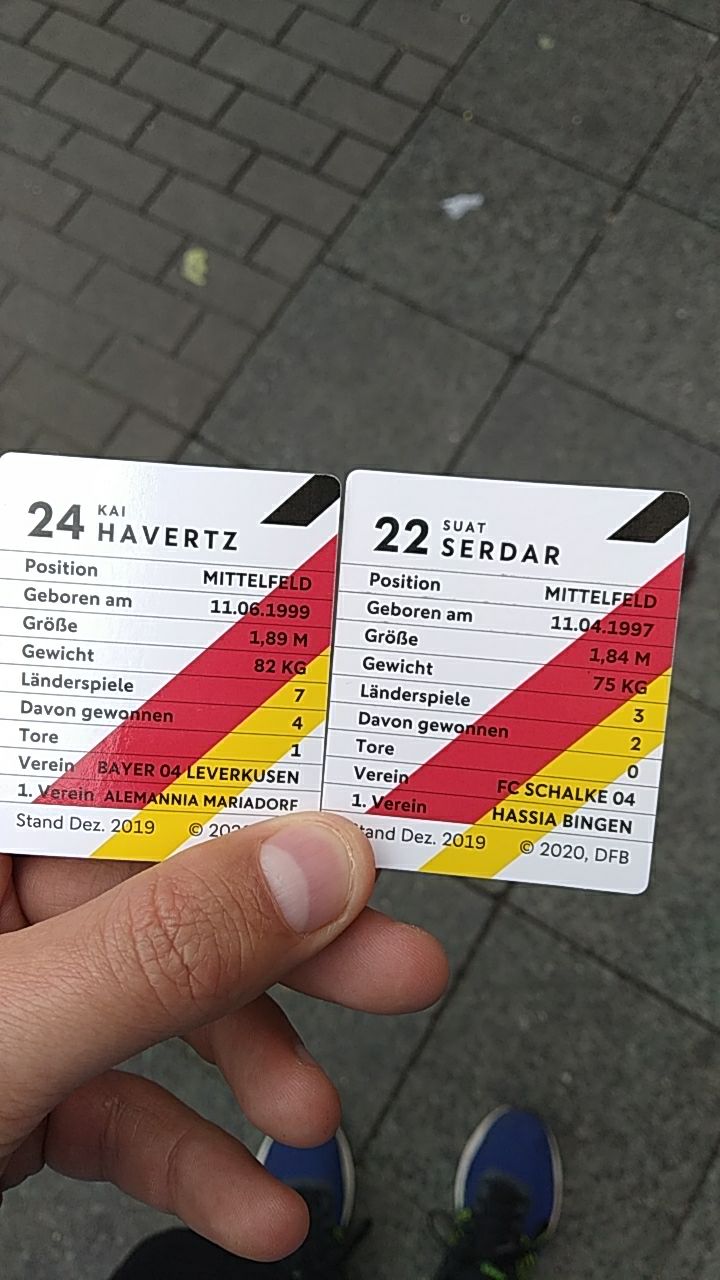 24 KAI
HAVERTZ
Position MITTELFELD
Geboren am 11.06.1999
Größe 1,89 M
Gewicht 82 KG
Länderspiele 7
Davon gewonnen 4
Tore 1
Verein BAYER 04 LEVERKUSEN
1. Verein ALEMANNIA MARIADORF
Stand Dez. 2019 ©
22 SUAT
SERDAR
Position MITTELFELD
Geboren am 11.04.1997
Größe 1,84 M
Gewicht 75 KG
Länderspiele 3
Davon gewonnen 2
Tore 0
Verein FC SCHALKE 04
1. Verein HASSIA BINGEN
Dez. 2019 © 2020, DFB